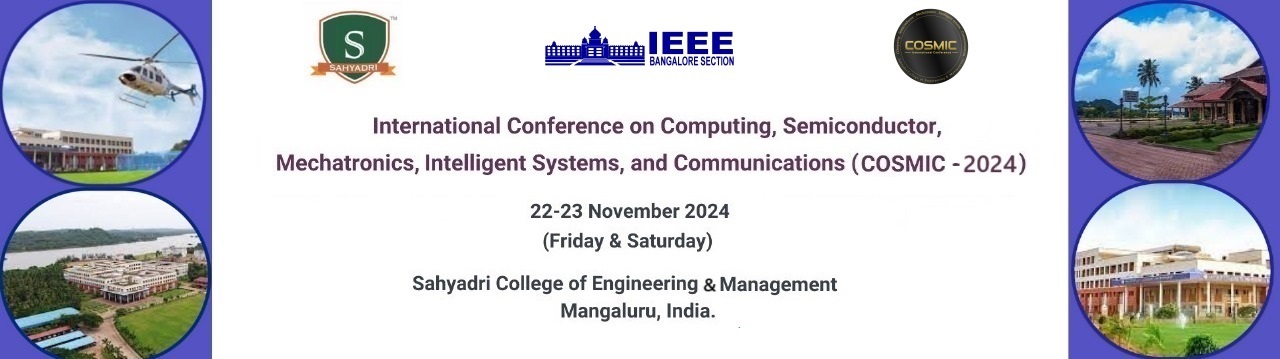 S
SAHYADRI
TM
IEEE
BANGALORE SECTION
COSMIC
International Conference on Computing, Semiconductor,
Mechatronics, Intelligent Systems, and Communications (COSMIC - 2024)
22-23 November 2024
(Friday & Saturday)
Sahyadri College of Engineering & Management
Mangaluru, India.